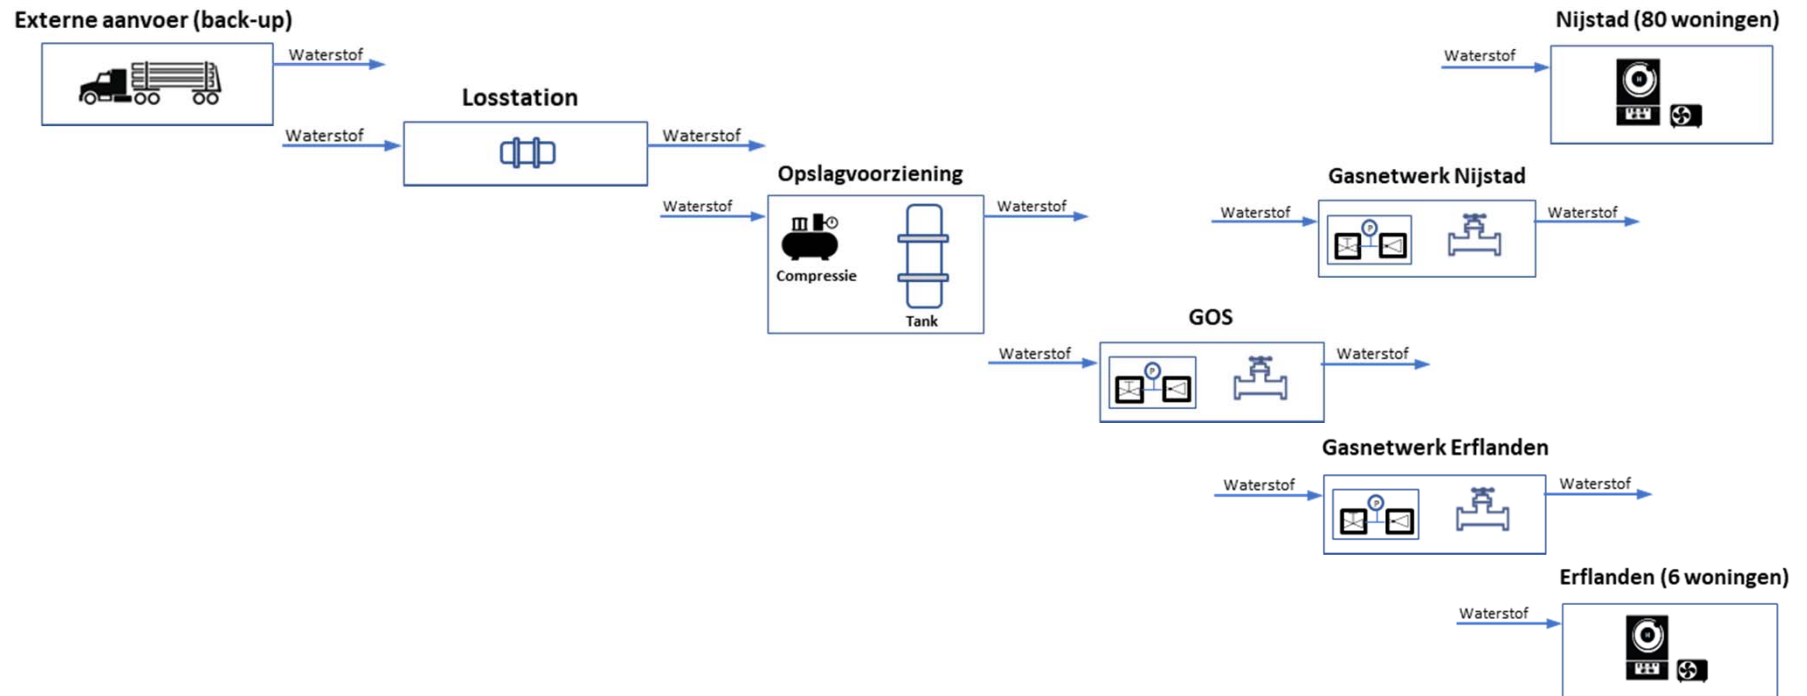 Externe aanvoer (back-up)
Nijstad (80 woningen)
Waterstof
Waterstof
Losstation
Waterstof
Waterstof
Opslagvoorziening
Gasnetwerk Nijstad
Waterstof
Waterstof
Waterstof
Waterstof
P
Compressie
Tank
GOS
Waterstof
Waterstof
P
Gasnetwerk Erflanden
Waterstof
Waterstof
P
Erflanden (6 woningen)
Waterstof